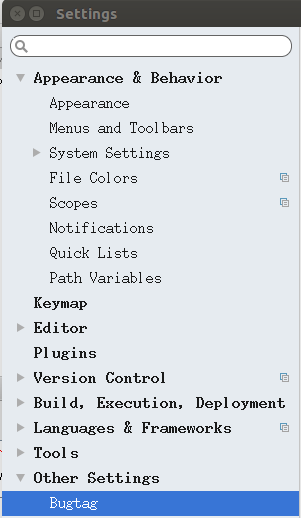 Settings
Appearance & Behavior
Appearance
Menus and Toolbars
System Settings
File Colors
Scopes
Notifications
Quick Lists
Path Variables
Keymap
Editor
Plugins
Version Control
Build, Execution, Deployment
Languages & Frameworks
Tools
Other Settings
Bugtag